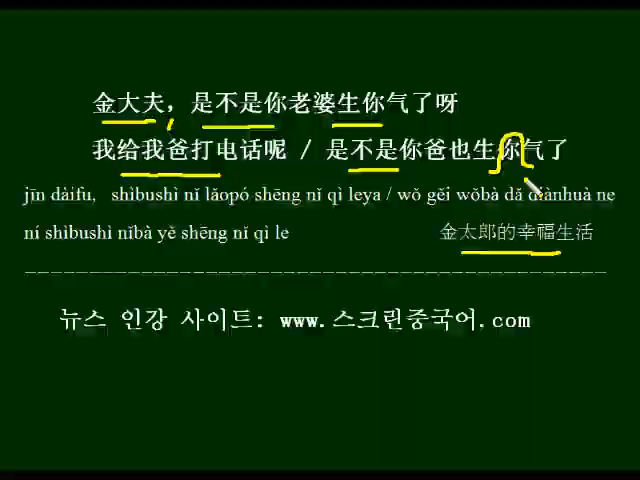 金大夫，是不是你老婆生你气了呀
我给我爸打电话呢 / 是不是你爸也生你气了
jīn dàifu, shìbushì nǐ lǎopó shēng nǐ qì leya / wǒ gěi wǒbà dǎ diànhuà ne
ní shìbushì nǐbà yě shēng nǐ qì le 金太郎的幸福生活
뉴스 인강 사이트: www.스크린중국어.com